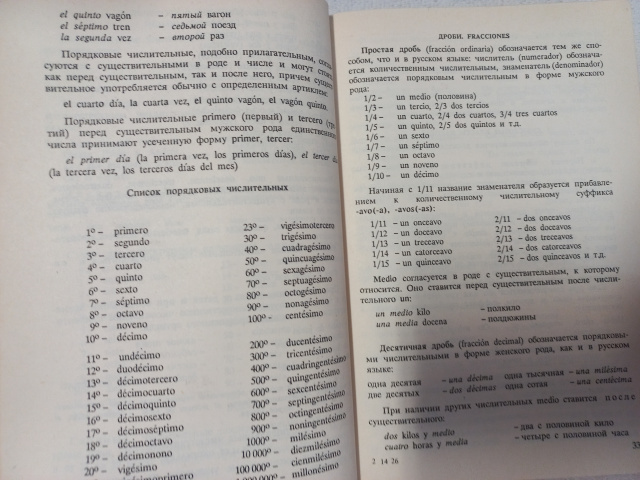 el quinto vagón – пятый вагон
el séptimo tren – седьмой поезд
la segunda vez – второй раз
Порядковые числительные, подобно прилагательным,
суются с существительными в роде и числе и могут
как перед существительным, так и после него, причем
вительное употребляется обычно с определенным артиклем:
el cuarto día, la cuarta vez, el quinto vagón, el vagón quinto.
Порядковые числительные primero (первый) и tercero
тий) перед существительным мужского рода единственного
числа принимают усеченную форму primer, tercer:
el primer día (la primera vez, los primeros días), el tercer día
(la tercera vez, los terceros días del mes)
Список порядковых числительных
1º – primero
2º – segundo
3º – tercero
4º – cuarto
5º – quinto
6º – sexto
7º – séptimo
8º – octavo
9º – noveno
10º – décimo
11º – undécimo
12º – duodécimo
13º – décimotercero
14º – décimocuarto
15º – décimoquinto
16º – décimosexto
17º – décimoséptimo
18º – décimoctavo
19º – décimonono
20º – vigésimo
23º – vigésimotercero
30º – trigésimo
40º – cuadragésimo
50º – quincuagésimo
60º – sexagésimo
70º – septuagésimo
80º – octogésimo
90º – nonagésimo
100º – centésimo
200º – ducentésimo
300º – tricentésimo
400º – cuadringentésimo
500º – quingentésimo
600º – sexcentésimo
700º – septingentésimo
800º – octingentésimo
900º – noningentésimo
1000º – milésimo
10 000º – diezmilésimo
100 000º – cienmilésimo
millonésimo
ДРОБИ. FRACCIONES
Простая дробь (fracción ordinaria) обозначается тем же спо-
собом, что и в русском языке: числитель (numerador) обознача-
ется количественным числительным, знаменатель (denominador)
обозначается порядковым числительным в форме мужского
рода:
1/2 – un medio (половина)
1/3 – un tercio, 2/3 dos tercios
1/4 – un cuarto, 2/4 dos cuartos, 3/4 tres cuartos
1/5 – un quinto, 2/5 dos quintos и т.д.
1/6 – un sexto
1/7 – un séptimo
1/8 – un octavo
1/9 – un noveno
1/10 – un décimo
Начиная с 1/11 название знаменателя образуется прибавле-
нием к количественному числительному суффикса
-avo(-a), -avos(-as):
1/11 – un onceavo 2/11 – dos onceavos
1/12 – un doceavo 2/12 – dos doceavos
1/13 – un treceavo 2/13 – dos treceavos
1/14 – un catorceavo 2/14 – dos catorceavos
1/15 – un quinceavo 2/15 – dos quinceavos и т.д.
Medio согласуется в роде с существительным, к которому
относится. Оно ставится перед существительным после числи-
тельного un:
un medio kilo – полкило
una media docena – полдюжины
Десятичная дробь (fracción decimal) обозначается порядковы-
ми числительными в форме женского рода, как и в русском
языке:
одна десятая – una décima одна тысячная – una milésima
две десятых – dos décimas одна сотая – una centécima
При наличии других числительных medio ставится после
существительного:
dos kilos y medio – два с половиной кило
cuatro horas y media – четыре с половиной часа
2 14 26
33